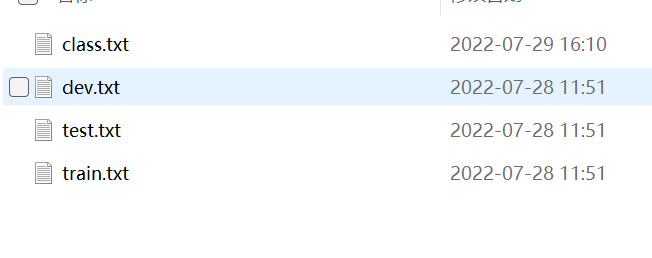 class.txt 2022-07-29 16:10
dev.txt 2022-07-28 11:51
test.txt 2022-07-28 11:51
train.txt 2022-07-28 11:51